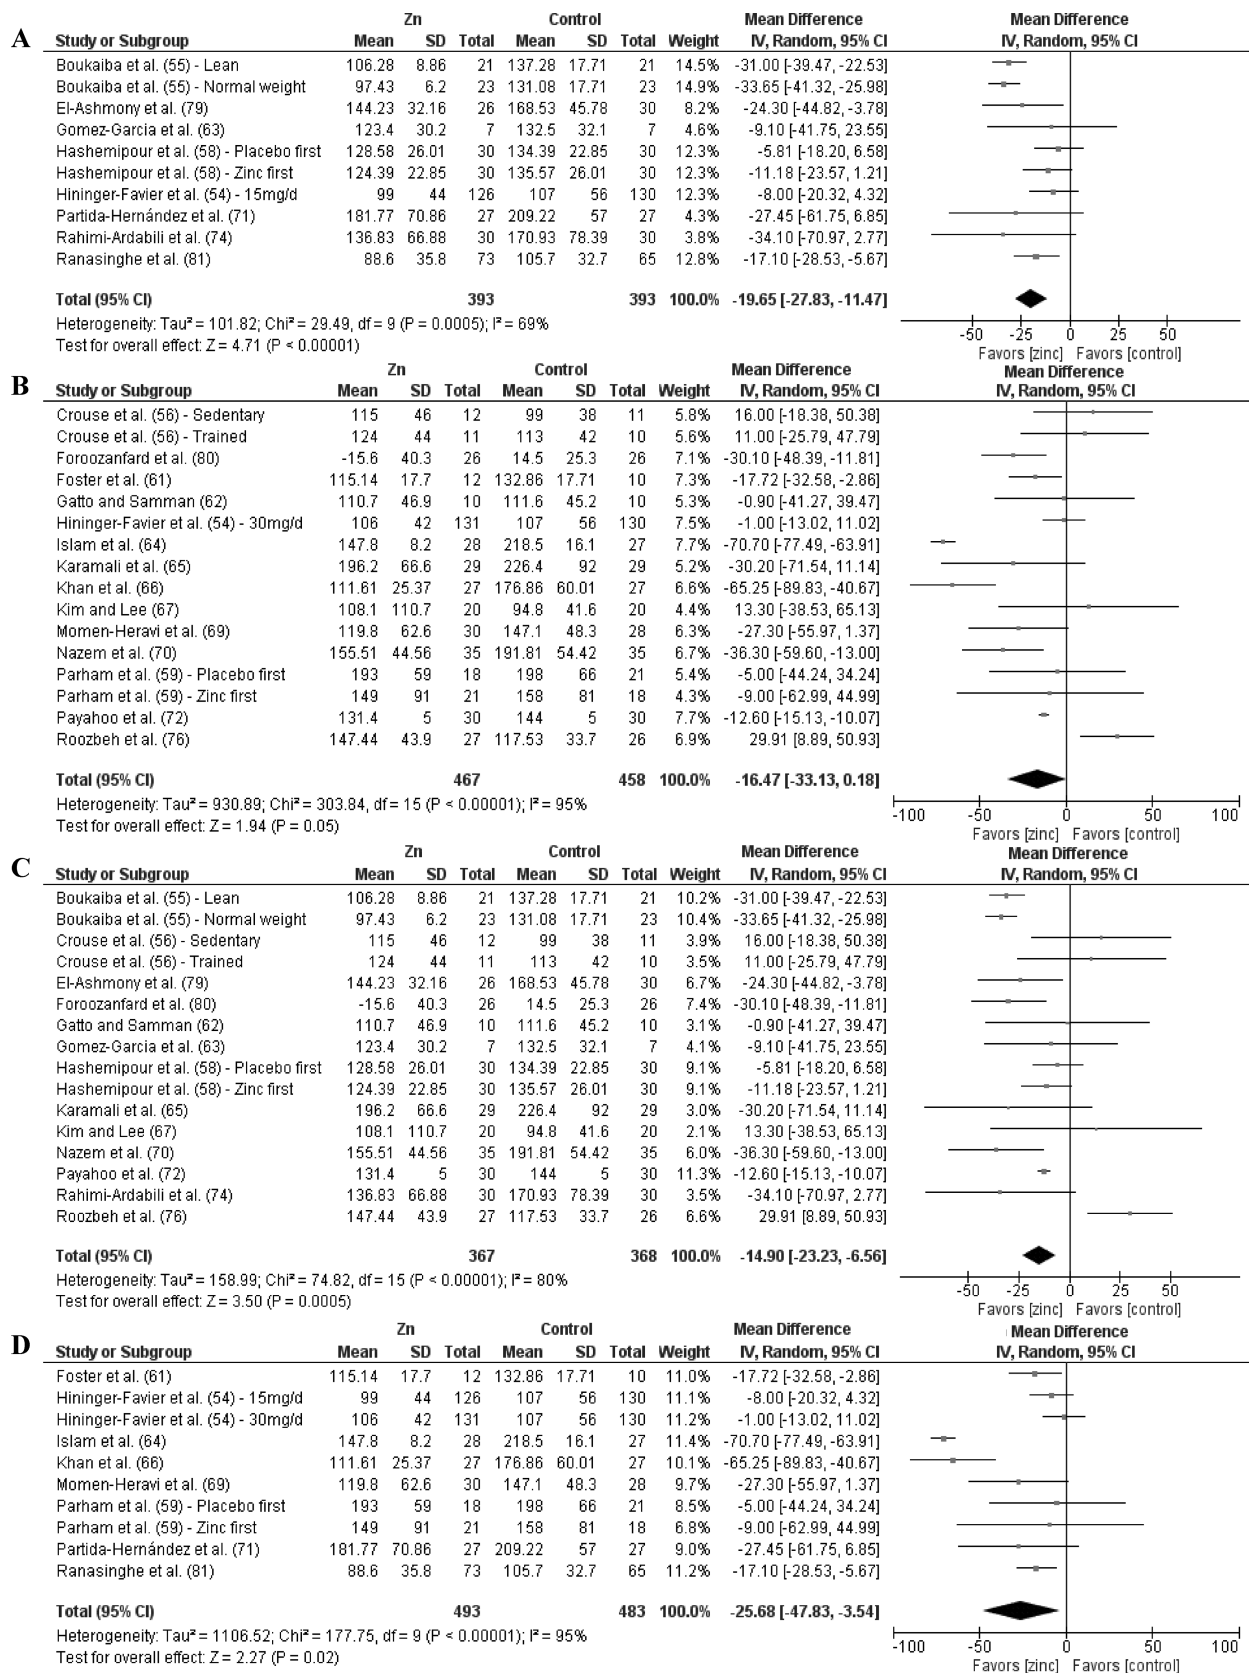 A
Zn Control Mean Difference Mean Difference
Study or Subgroup Mean SD Total Mean SD Total Weight IV, Random, 95% CI IV, Random, 95% CI
Boukaiba et al. (55) - Lean 106.28 8.86 21 137.28 17.71 21 14.5% -31.00 [-39.47, -22.53]
Boukaiba et al. (55) - Normal weight 97.43 6.2 23 131.08 17.71 23 14.9% -33.65 [-41.32, -25.98]
El-Ashmony et al. (79) 144.23 32.16 26 168.53 45.78 30 8.2% -24.30 [-44.82, -3.78]
Gomez-Garcia et al. (63) 123.4 30.2 7 132.5 32.1 7 4.6% -9.10 [-41.75, 23.55]
Hashemipour et al. (58) - Placebo first 128.58 26.01 30 134.39 22.85 30 12.3% -5.81 [-18.20, 6.58]
Hashemipour et al. (58) - Zinc first 124.39 22.85 30 135.57 26.01 30 12.3% -11.18 [-23.57, 1.21]
Hininger-Favier et al. (54) - 15mg/d 99 44 126 107 56 130 12.3% -8.00 [-20.32, 4.32]
Partida-Hernández et al. (71) 181.77 70.86 27 209.22 57 27 4.3% -27.45 [-61.75, 6.85]
Rahimi-Ardabili et al. (74) 136.83 66.88 30 170.93 78.39 30 3.8% -34.10 [-70.97, 2.77]
Ranasinghe et al. (81) 88.6 35.8 73 105.7 32.7 65 12.8% -17.10 [-28.53, -5.67]
Total (95% CI) 393 393 100.0% -19.65 [-27.83, -11.47]
Heterogeneity: Tau² = 101.82; Chi² = 29.49, df = 9 (P = 0.0005); I² = 69%
Test for overall effect: Z = 4.71 (P < 0.00001)
-50 -25 0 25 50
Favors [zinc] Favors [control]
B
Zn Control Mean Difference Mean Difference
Study or Subgroup Mean SD Total Mean SD Total Weight IV, Random, 95% CI IV, Random, 95% CI
Crouse et al. (56) - Sedentary 115 46 12 99 38 11 5.8% 16.00 [-18.38, 50.38]
Crouse et al. (56) - Trained 124 44 11 113 42 10 5.6% 11.00 [-25.79, 47.79]
Foroozanfard et al. (80) -15.6 40.3 26 14.5 25.3 26 7.1% -30.10 [-48.39, -11.81]
Foster et al. (61) 115.14 17.7 12 132.86 17.71 10 7.3% -17.72 [-32.58, -2.86]
Gatto and Samman (62) 110.7 46.9 10 111.6 45.2 10 5.3% -0.90 [-41.27, 39.47]
Hininger-Favier et al. (54) - 30mg/d 106 42 131 107 56 130 7.5% -1.00 [-13.02, 11.02]
Islam et al. (64) 147.8 8.2 28 218.5 16.1 27 7.7% -70.70 [-77.49, -63.91]
Karamali et al. (65) 196.2 66.6 29 226.4 92 29 5.2% -30.20 [-71.54, 11.14]
Khan et al. (66) 111.61 25.37 27 176.86 60.01 27 6.6% -65.25 [-89.83, -40.67]
Kim and Lee (67) 108.1 110.7 20 94.8 41.6 20 4.4% 13.30 [-38.53, 65.13]
Momen-Heravi et al. (69) 119.8 62.6 30 147.1 48.3 28 6.3% -27.30 [-55.97, 1.37]
Nazem et al. (70) 155.51 44.56 35 191.81 54.42 35 6.7% -36.30 [-59.60, -13.00]
Parham et al. (59) - Placebo first 193 59 18 198 66 21 5.4% -5.00 [-44.24, 34.24]
Parham et al. (59) - Zinc first 149 91 21 158 81 18 4.3% -9.00 [-62.99, 44.99]
Payahoo et al. (72) 131.4 5 30 144 5 30 7.7% -12.60 [-15.13, -10.07]
Roozbeh et al. (76) 147.44 43.9 27 117.53 33.7 26 6.9% 29.91 [8.89, 50.93]
Total (95% CI) 467 458 100.0% -16.47 [-33.13, 0.18]
Heterogeneity: Tau² = 930.89; Chi² = 303.84, df = 15 (P < 0.00001); I² = 95%
Test for overall effect: Z = 1.94 (P = 0.05)
-100 -50 0 50 100
Favors [zinc] Favors [control]
C
Zn Control Mean Difference Mean Difference
Study or Subgroup Mean SD Total Mean SD Total Weight IV, Random, 95% CI IV, Random, 95% CI
Boukaiba et al. (55) - Lean 106.28 8.86 21 137.28 17.71 21 10.2% -31.00 [-39.47, -22.53]
Boukaiba et al. (55) - Normal weight 97.43 6.2 23 131.08 17.71 23 10.4% -33.65 [-41.32, -25.98]
Crouse et al. (56) - Sedentary 115 46 12 99 38 11 3.9% 16.00 [-18.38, 50.38]
Crouse et al. (56) - Trained 124 44 11 113 42 10 3.5% 11.00 [-25.79, 47.79]
El-Ashmony et al. (79) 144.23 32.16 26 168.53 45.78 30 6.7% -24.30 [-44.82, -3.78]
Foroozanfard et al. (80) -15.6 40.3 26 14.5 25.3 26 7.4% -30.10 [-48.39, -11.81]
Gatto and Samman (62) 110.7 46.9 10 111.6 45.2 10 3.1% -0.90 [-41.27, 39.47]
Gomez-Garcia et al. (63) 123.4 30.2 7 132.5 32.1 7 4.1% -9.10 [-41.75, 23.55]
Hashemipour et al. (58) - Placebo first 128.58 26.01 30 134.39 22.85 30 9.1% -5.81 [-18.20, 6.58]
Hashemipour et al. (58) - Zinc first 124.39 22.85 30 135.57 26.01 30 9.1% -11.18 [-23.57, 1.21]
Karamali et al. (65) 196.2 66.6 29 226.4 92 29 3.0% -30.20 [-71.54, 11.14]
Kim and Lee (67) 108.1 110.7 20 94.8 41.6 20 2.1% 13.30 [-38.53, 65.13]
Nazem et al. (70) 155.51 44.56 35 191.81 54.42 35 6.0% -36.30 [-59.60, -13.00]
Payahoo et al. (72) 131.4 5 30 144 5 30 11.3% -12.60 [-15.13, -10.07]
Rahimi-Ardabili et al. (74) 136.83 66.88 30 170.93 78.39 30 3.5% -34.10 [-70.97, 2.77]
Roozbeh et al. (76) 147.44 43.9 27 117.53 33.7 26 6.6% 29.91 [8.89, 50.93]
Total (95% CI) 367 368 100.0% -14.90 [-23.23, -6.56]
Heterogeneity: Tau² = 158.99; Chi² = 74.82, df = 15 (P < 0.00001); I² = 80%
Test for overall effect: Z = 3.50 (P = 0.0005)
-50 -25 0 25 50
Favors [zinc] Favors [control]
D
Zn Control Mean Difference Mean Difference
Study or Subgroup Mean SD Total Mean SD Total Weight IV, Random, 95% CI IV, Random, 95% CI
Foster et al. (61) 115.14 17.7 12 132.86 17.71 10 11.0% -17.72 [-32.58, -2.86]
Hininger-Favier et al. (54) - 15mg/d 99 44 126 107 56 130 11.1% -8.00 [-20.32, 4.32]
Hininger-Favier et al. (54) - 30mg/d 106 42 131 107 56 130 11.2% -1.00 [-13.02, 11.02]
Islam et al. (64) 147.8 8.2 28 218.5 16.1 27 11.4% -70.70 [-77.49, -63.91]
Khan et al. (66) 111.61 25.37 27 176.86 60.01 27 10.1% -65.25 [-89.83, -40.67]
Momen-Heravi et al. (69) 119.8 62.6 30 147.1 48.3 28 9.7% -27.30 [-55.97, 1.37]
Parham et al. (59) - Placebo first 193 59 18 198 66 21 8.5% -5.00 [-44.24, 34.24]
Parham et al. (59) - Zinc first 149 91 21 158 81 18 6.8% -9.00 [-62.99, 44.99]
Partida-Hernández et al. (71) 181.77 70.86 27 209.22 57 27 9.0% -27.45 [-61.75, 6.85]
Ranasinghe et al. (81) 88.6 35.8 73 105.7 32.7 65 11.2% -17.10 [-28.53, -5.67]
Total (95% CI) 493 483 100.0% -25.68 [-47.83, -3.54]
Heterogeneity: Tau² = 1106.52; Chi² = 177.75, df = 9 (P < 0.00001); I² = 95%
Test for overall effect: Z = 2.27 (P = 0.02)
-100 -50 0 50 100
Favors [zinc] Favors [control]